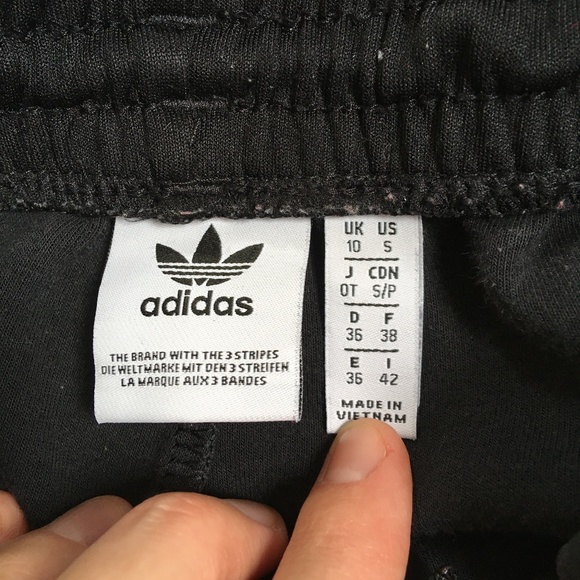 adidas
THE BRAND WITH THE 3 STRIPES
DIE WELTMARKE MIT DEN 3 STREIFEN
LA MARQUE AUX 3 BANDES
UK US
10 S
J CDN
OT S/P
D F
36 38
E I
36 42
MADE IN
VIETNAM